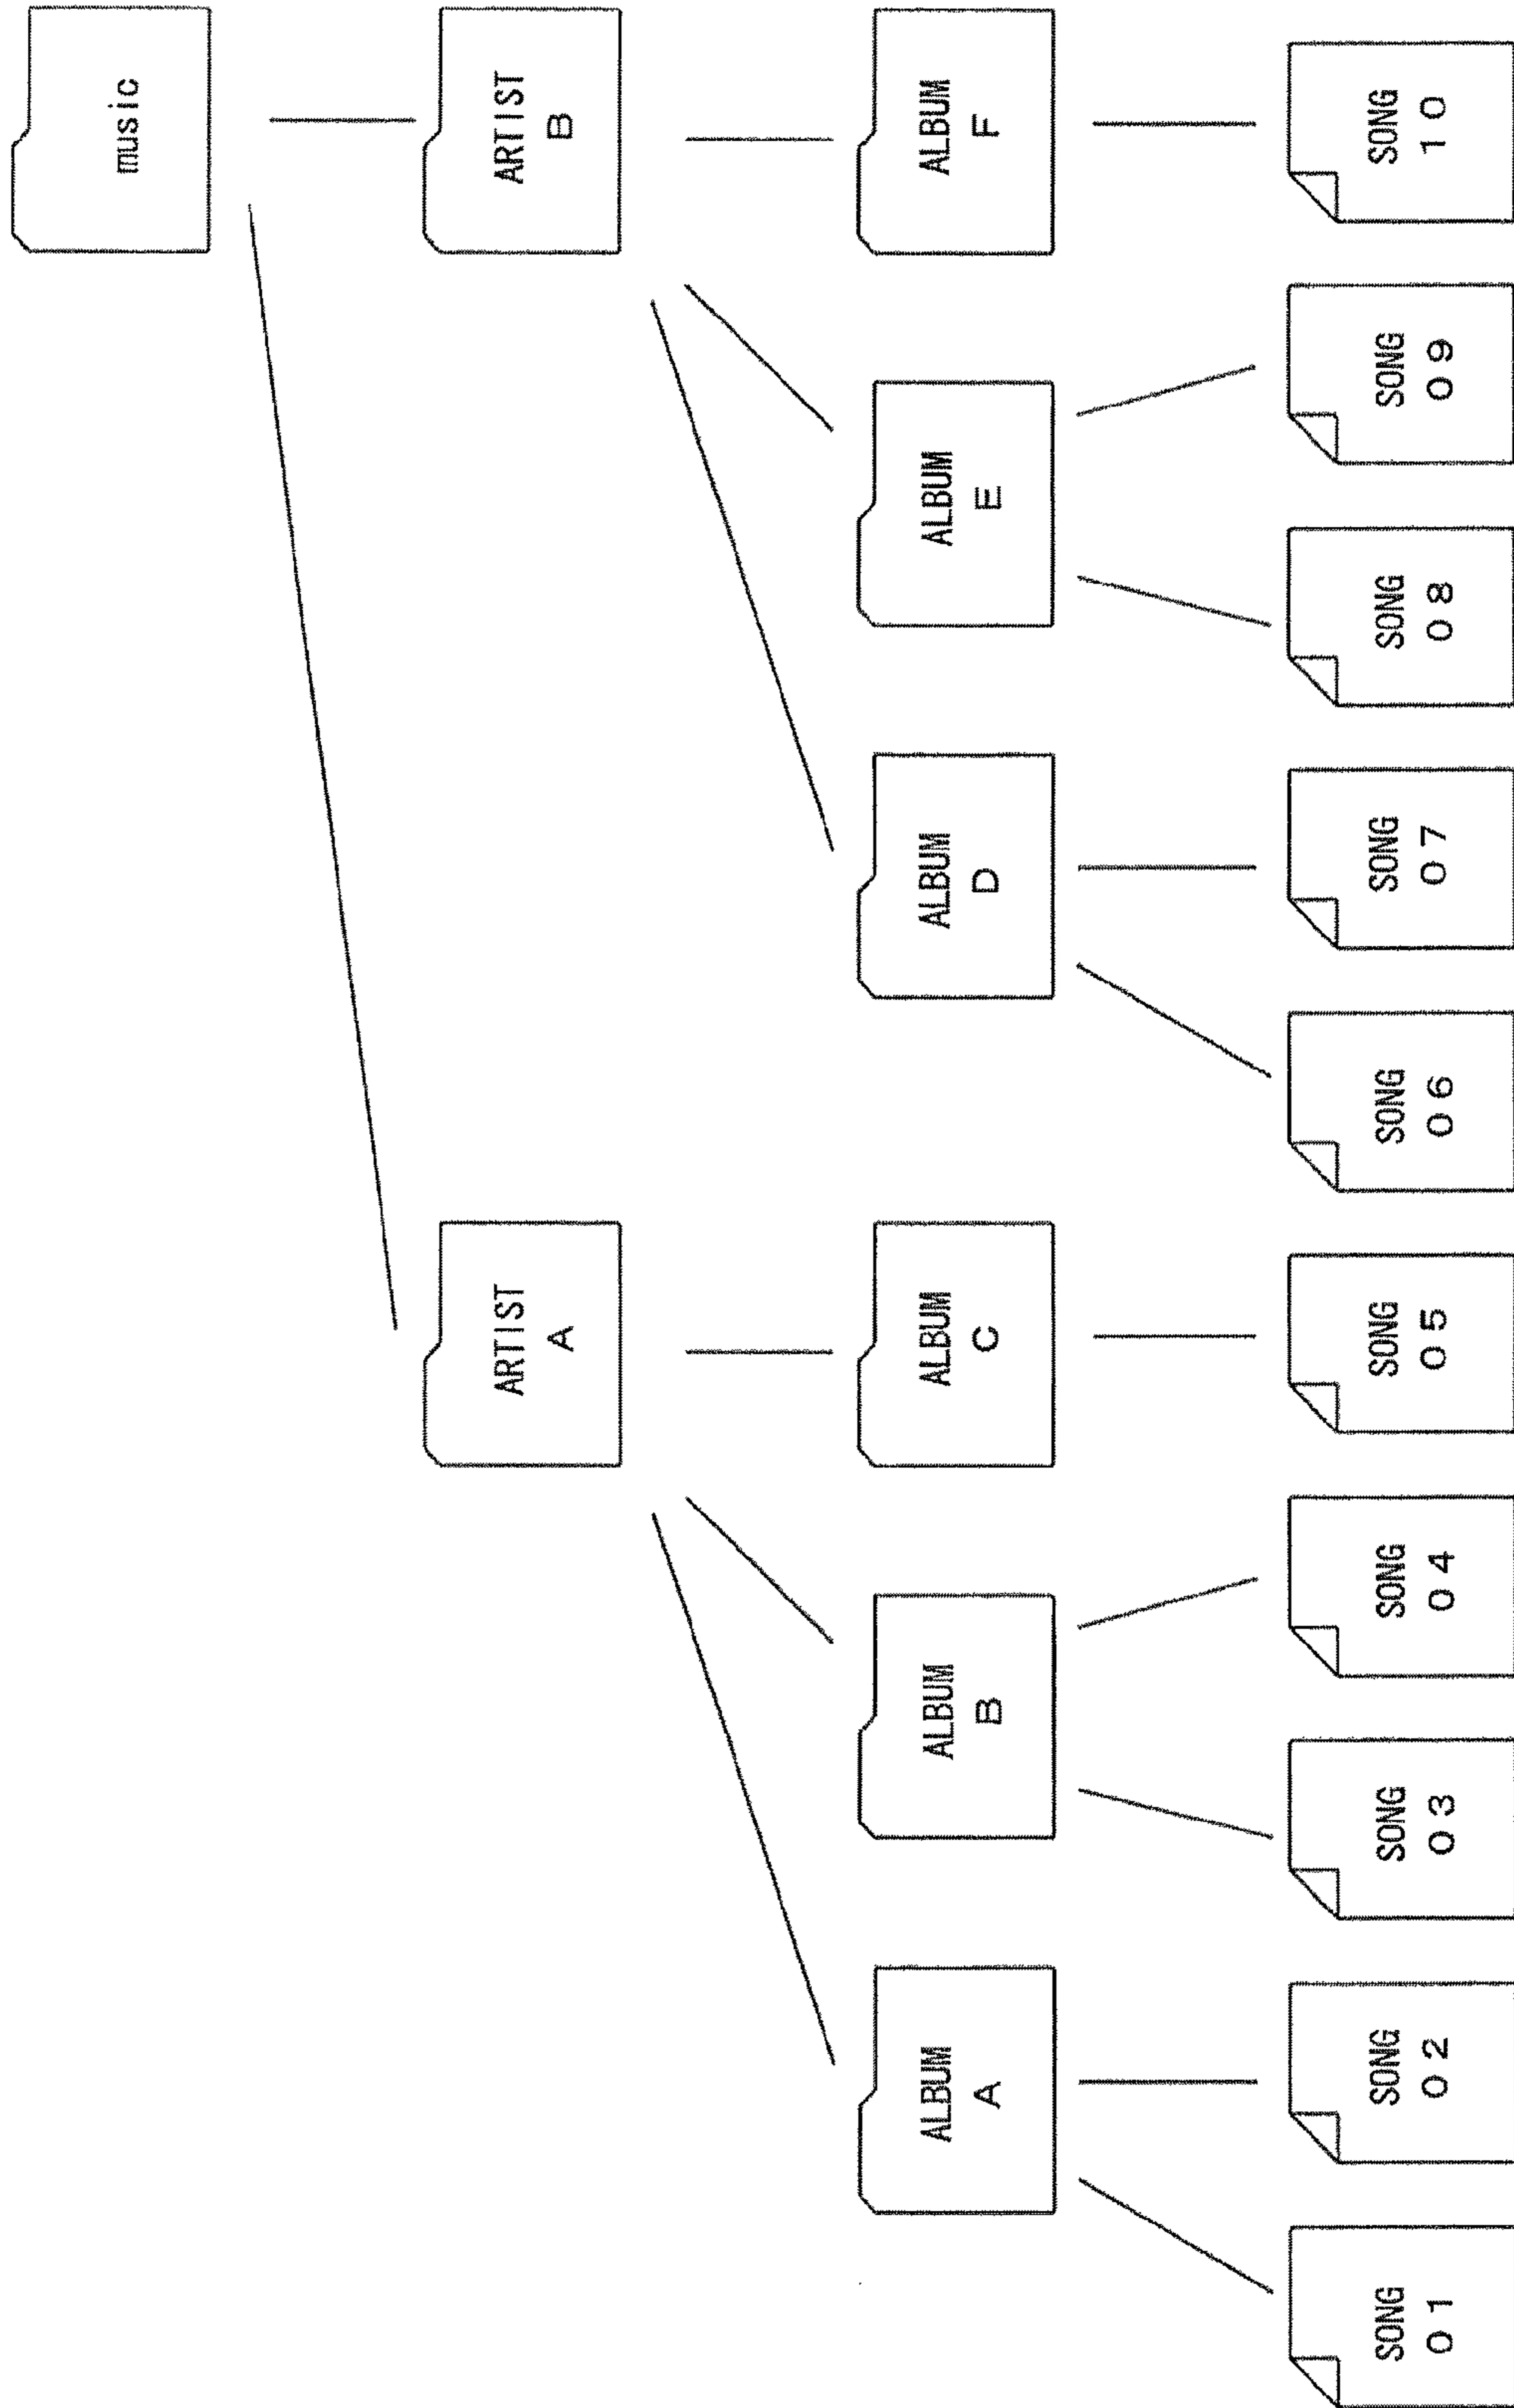 music
ARTIST
A
ARTIST
B
ALBUM
A
ALBUM
B
ALBUM
C
ALBUM
D
ALBUM
E
ALBUM
F
SONG
01
SONG
02
SONG
03
SONG
04
SONG
05
SONG
06
SONG
07
SONG
08
SONG
09
SONG
10